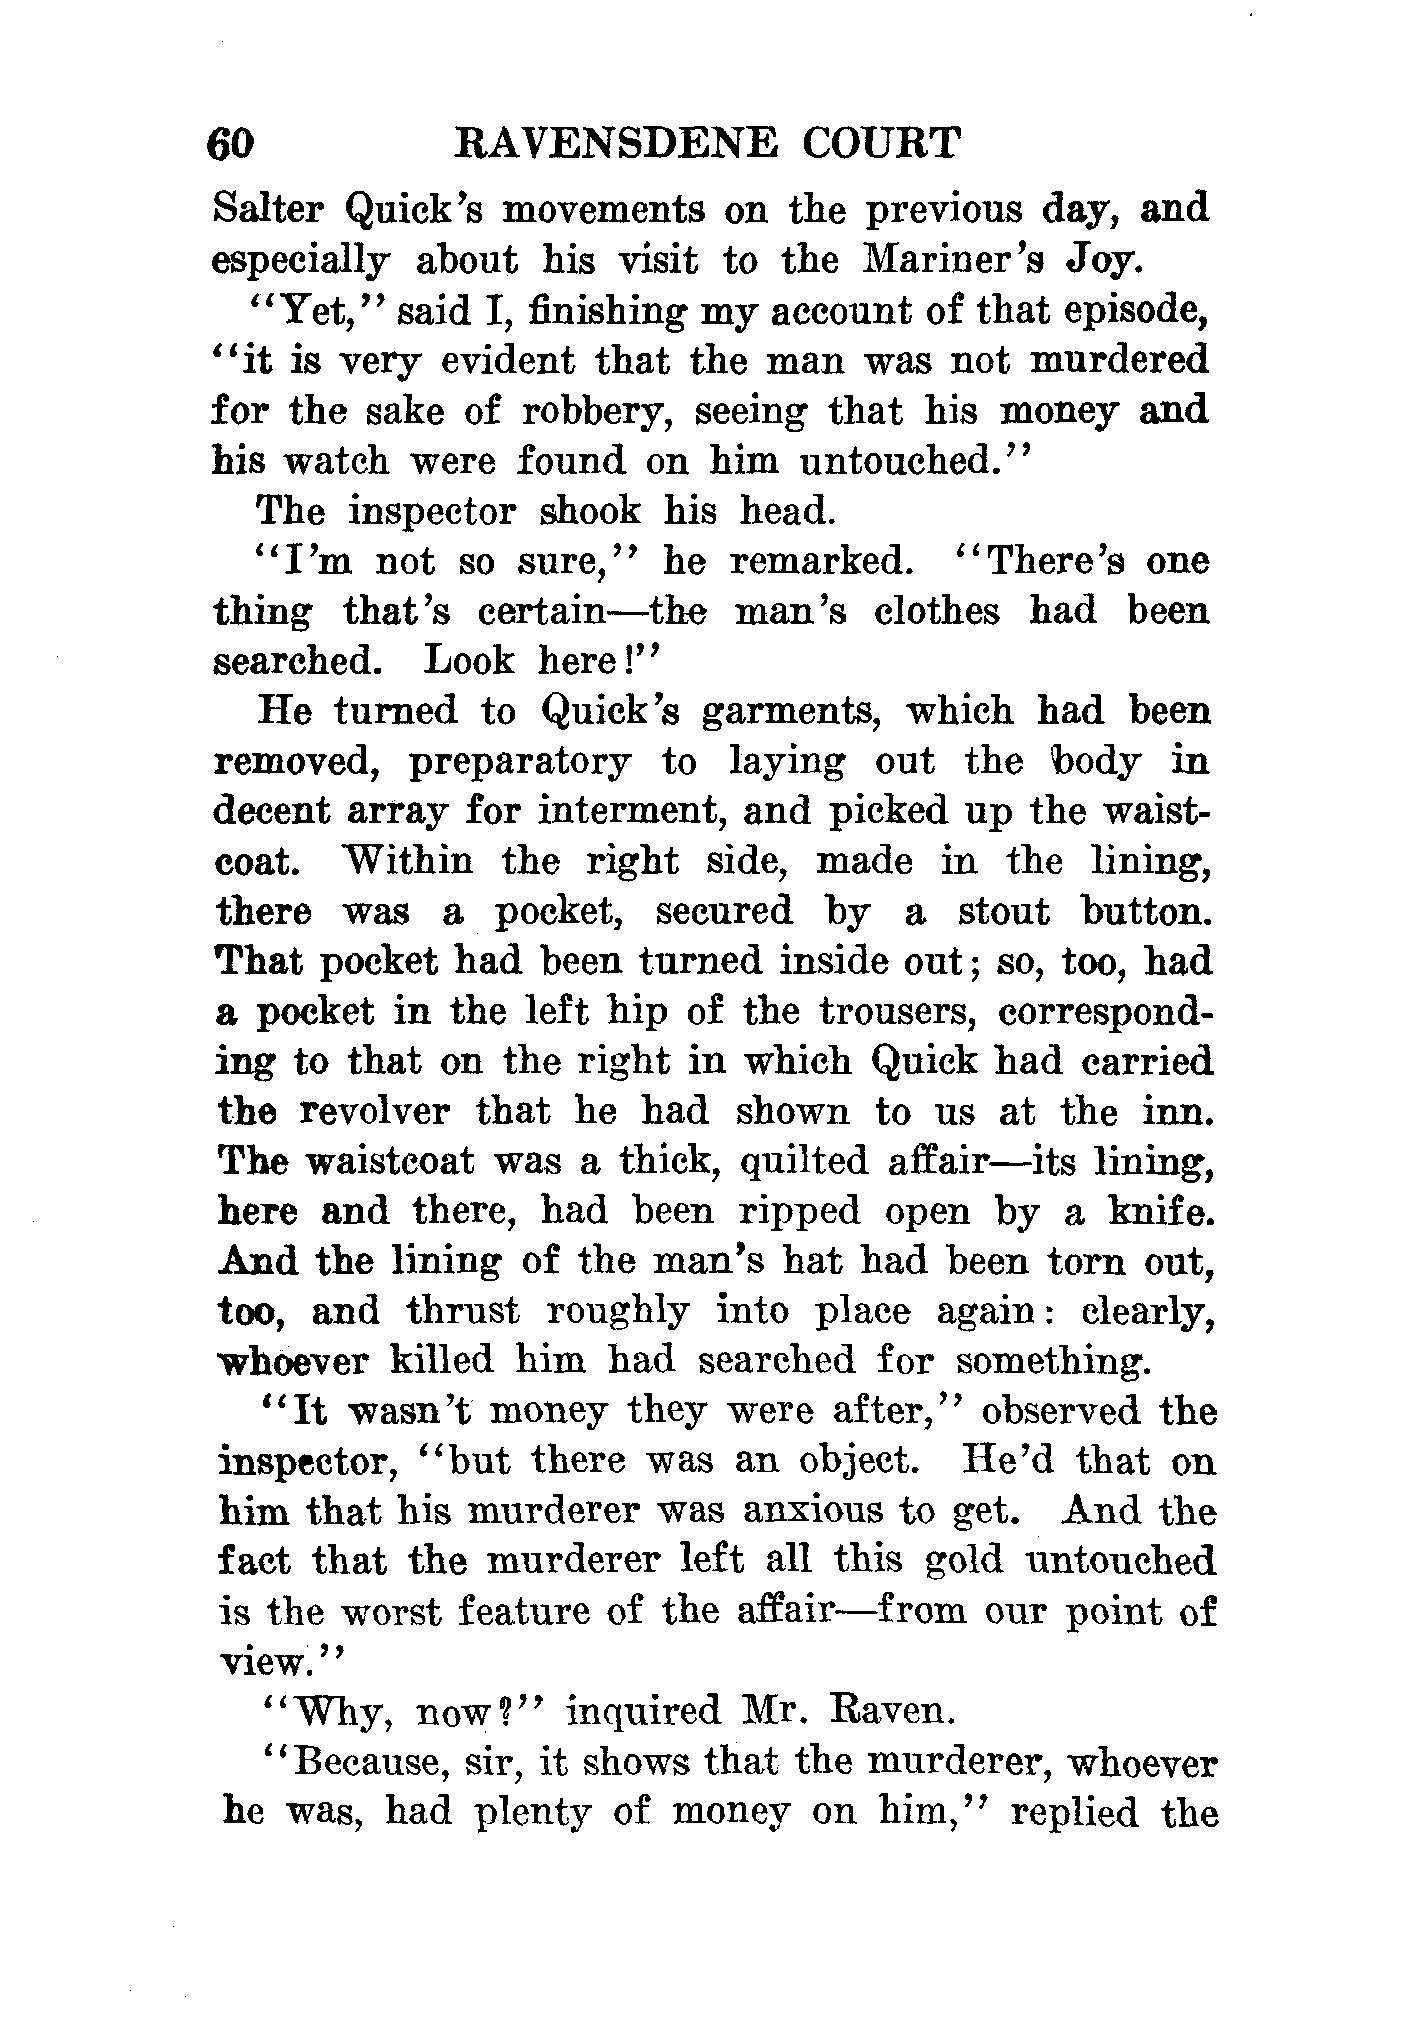 60 RAVENSDENE COURT
Salter Quick's movements on the previous day, and
especially about his visit to the Mariner's Joy.
"Yet," said I, finishing my account of that episode,
"it is very evident that the man was not murdered
for the sake of robbery, seeing that his money and
his watch were found on him untouched."
The inspector shook his head.
"I'm not so sure," he remarked. "There's one
thing that's certain—the man's clothes had been
searched. Look here!"
He turned to Quick's garments, which had been
removed, preparatory to laying out the body in
decent array for interment, and picked up the waist-
coat. Within the right side, made in the lining,
there was a pocket, secured by a stout button.
That pocket had been turned inside out; so, too, had
a pocket in the left hip of the trousers, correspond-
ing to that on the right in which Quick had carried
the revolver that he had shown to us at the inn.
The waistcoat was a thick, quilted affair—its lining,
here and there, had been ripped open by a knife.
And the lining of the man's hat had been torn out,
too, and thrust roughly into place again: clearly,
whoever killed him had searched for something.
"It wasn't money they were after," observed the
inspector, "but there was an object. He'd that on
him that his murderer was anxious to get. And the
fact that the murderer left all this gold untouched
is the worst feature of the affair—from our point of
view."
"Why, now?" inquired Mr. Raven.
"Because, sir, it shows that the murderer, whoever
he was, had plenty of money on him," replied the